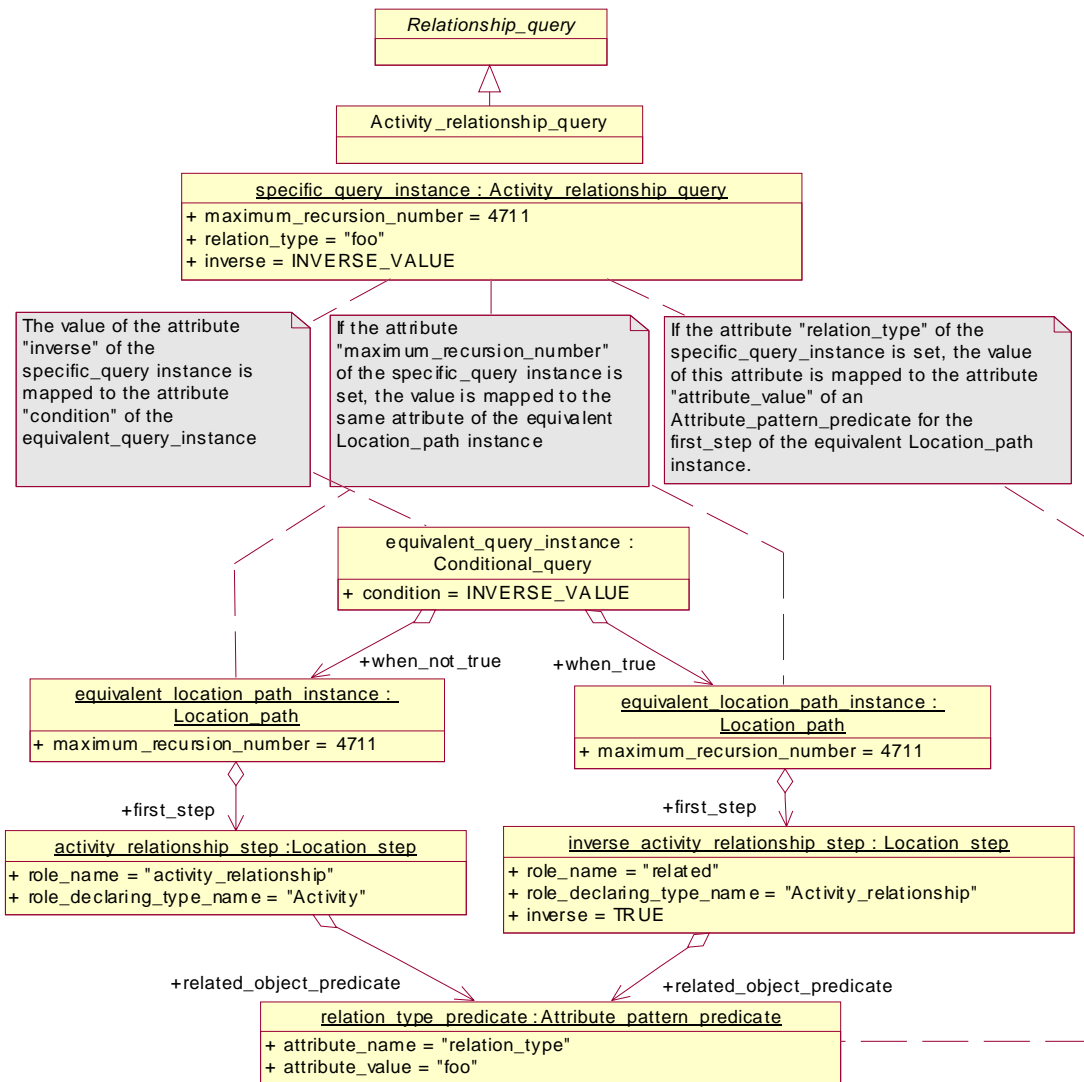 Relationship_query
Activity_relationship_query
specific_query_instance : Activity_relationship_query
+ maximum_recursion_number = 4711
+ relation_type = "foo"
+ inverse = INVERSE_VALUE
The value of the attribute
"inverse" of the
specific_query instance is
mapped to the attribute
"condition" of the
equivalent_query_instance
If the attribute
"maximum_recursion_number"
of the specific_query instance is
set, the value is mapped to the
same attribute of the equivalent
Location_path instance
If the attribute "relation_type" of the
specific_query_instance is set, the value
of this attribute is mapped to the attribute
"attribute_value" of an
Attribute_pattern_predicate for the
first_step of the equivalent Location_path
instance.
equivalent_query_instance :
Conditional_query
+ condition = INVERSE_VALUE
+when_not_true
+when_true
equivalent_location_path_instance :
Location_path
+ maximum_recursion_number = 4711
equivalent_location_path_instance :
Location_path
+ maximum_recursion_number = 4711
+first_step
+first_step
activity_relationship_step :Location_step
+ role_name = "activity_relationship"
+ role_declaring_type_name = "Activity"
inverse_activity_relationship_step : Location_step
+ role_name = "related"
+ role_declaring_type_name = "Activity_relationship"
+ inverse = TRUE
+related_object_predicate
+related_object_predicate
relation_type_predicate :Attribute_pattern_predicate
+ attribute_name = "relation_type"
+ attribute_value = "foo"